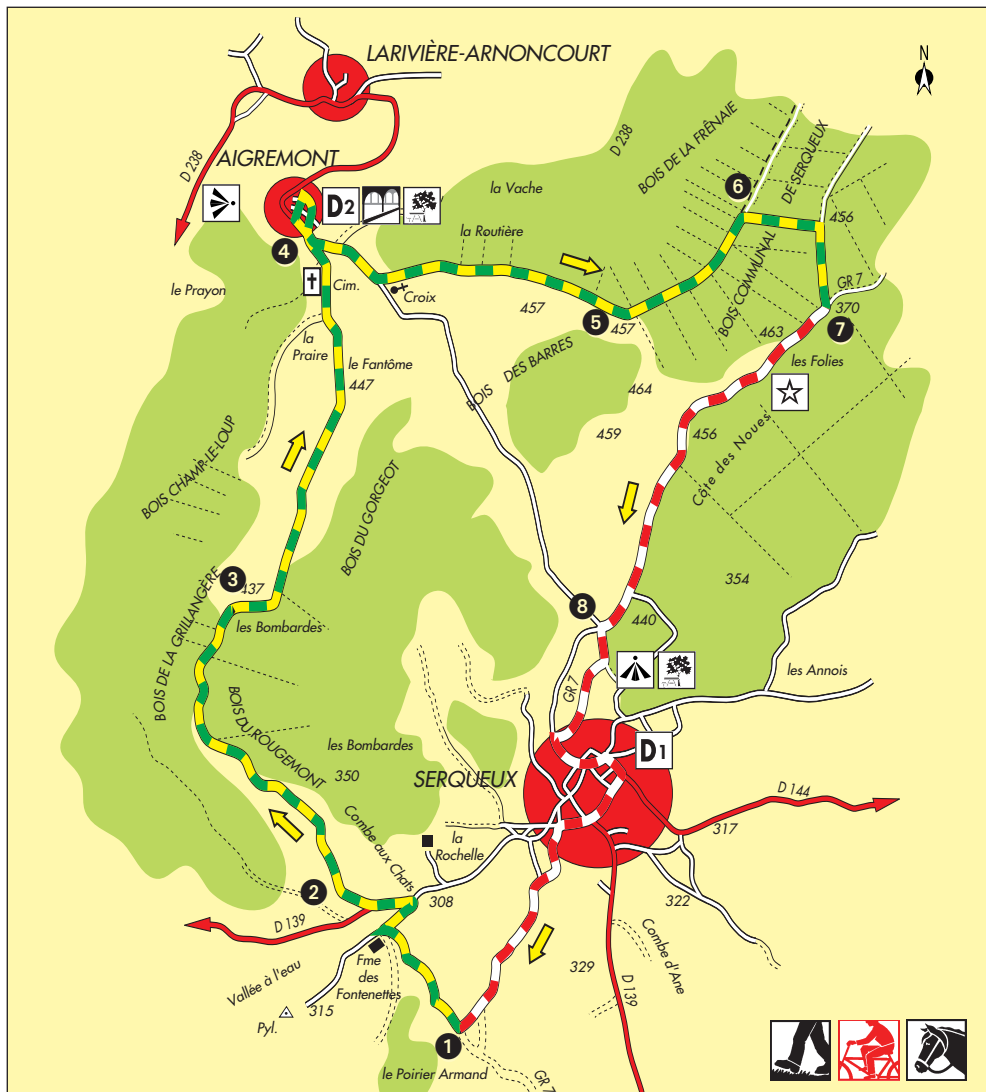 LARIVIÈRE-ARNONCOURT
N
D 238
AIGREMONT
D 238
BOIS DE LA FRÊNAIE
DE SERQUEUX
6
la Vache
D2
456
la Routière
4
Cim.
le Prayon
Croix
457
5
457
BOIS COMMUNAL
GR 7
370
7
463
la Praire
le Fantôme
447
les Folies
BOIS DES BARRES
464
459
456
Côte des Noues
BOIS CHAMP-LE-LOUP
BOIS DU GORGEOT
3
437
354
8
440
les Bombardes
BOIS DE LA GRILLANGÈRE
les Annois
GR 7
BOIS DU ROUGEMONT
les Bombardes
350
D1
SERQUEUX
D 144
317
Combe aux Chats
la
Rochelle
2
308
322
D 139
Combe d'Ane
Vallée à l'eau
Fme
des
Fontenettes
329
315
Pyl.
D 139
1
le Poirier Armand
GR 7